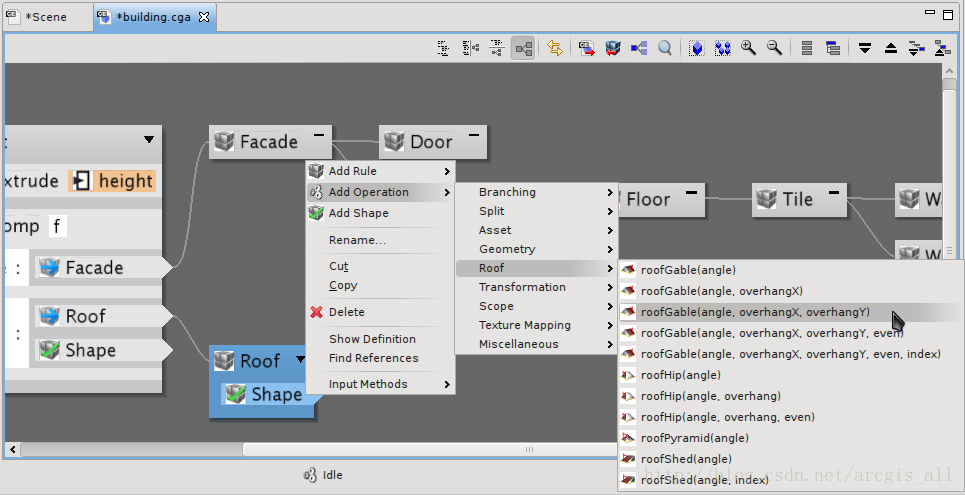 *Scene
*building.cga
Facade
Door
xtrude height
omp f
: Facade
: Roof
Shape
Roof
Shape
Floor
Tile
Add Rule
Add Operation
Add Shape
Rename...
Cut
Copy
Delete
Show Definition
Find References
Input Methods
Branching
Split
Asset
Geometry
Roof
Transformation
Scope
Texture Mapping
Miscellaneous
roofGable(angle)
roofGable(angle, overhangX)
roofGable(angle, overhangX, overhangY)
roofGable(angle, overhangX, overhangY, even)
roofGable(angle, overhangX, overhangY, even, index)
roofHip(angle)
roofHip(angle, overhang)
roofHip(angle, overhang, even)
roofPyramid(angle)
roofShed(angle)
roofShed(angle, index)
Idle
http://blog.csdn.net/arcgis_all